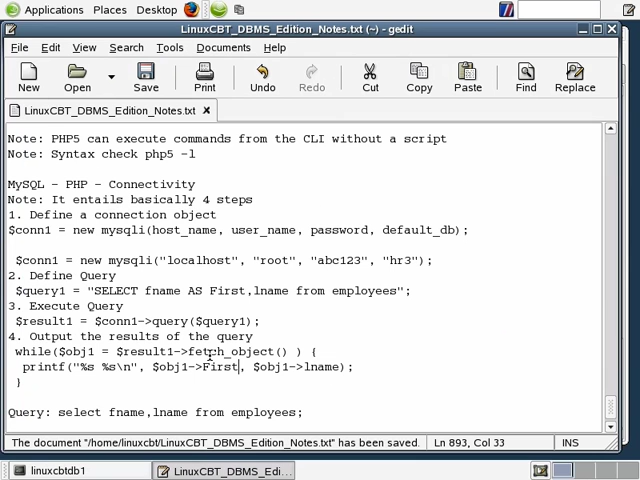 Applications Places Desktop
LinuxCBT_DBMS_Edition_Notes.txt (~) - gedit
File Edit View Search Tools Documents Help
New Open Save Print Undo Redo Cut Copy Paste Find Replace
LinuxCBT_DBMS_Edition_Notes.txt
Note: PHP5 can execute commands from the CLI without a script
Note: Syntax check php5 -l
MySQL - PHP - Connectivity
Note: It entails basically 4 steps
1. Define a connection object
$conn1 = new mysqli(host_name, user_name, password, default_db);
$conn1 = new mysqli("localhost", "root", "abc123", "hr3");
2. Define Query
$query1 = "SELECT fname AS First,lname from employees";
3. Execute Query
$result1 = $conn1->query($query1);
4. Output the results of the query
while($obj1 = $result1->fetch_object() ) {
printf("%s %s\n", $obj1->First, $obj1->lname);
}
Query: select fname,lname from employees;
The document "/home/linuxcbt/LinuxCBT_DBMS_Edition_Notes.txt" has been saved. Ln 893, Col 33 INS
linuxcbtdb1 LinuxCBT_DBMS_Edi...